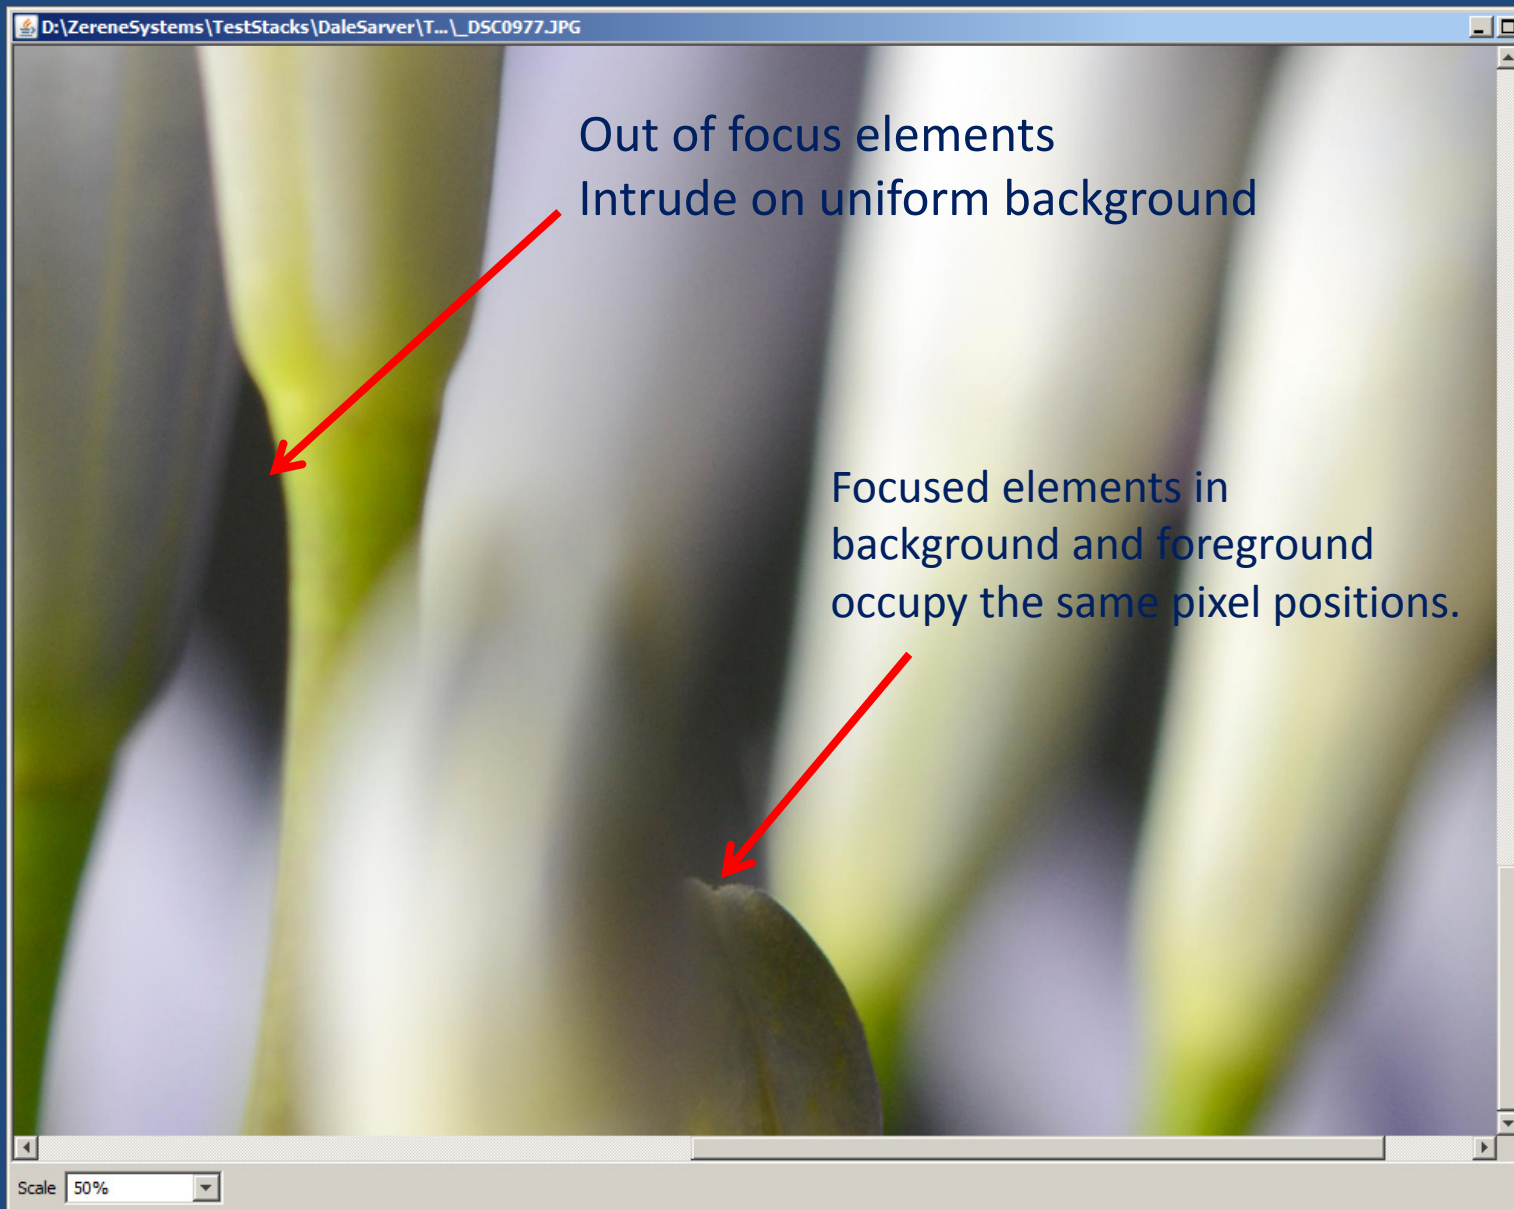 D:\ZereneSystems\TestStacks\DaleSarver\T...\_DSC0977.JPG
Out of focus elements
Intrude on uniform background
Focused elements in
background and foreground
occupy the same pixel positions.
Scale 50%